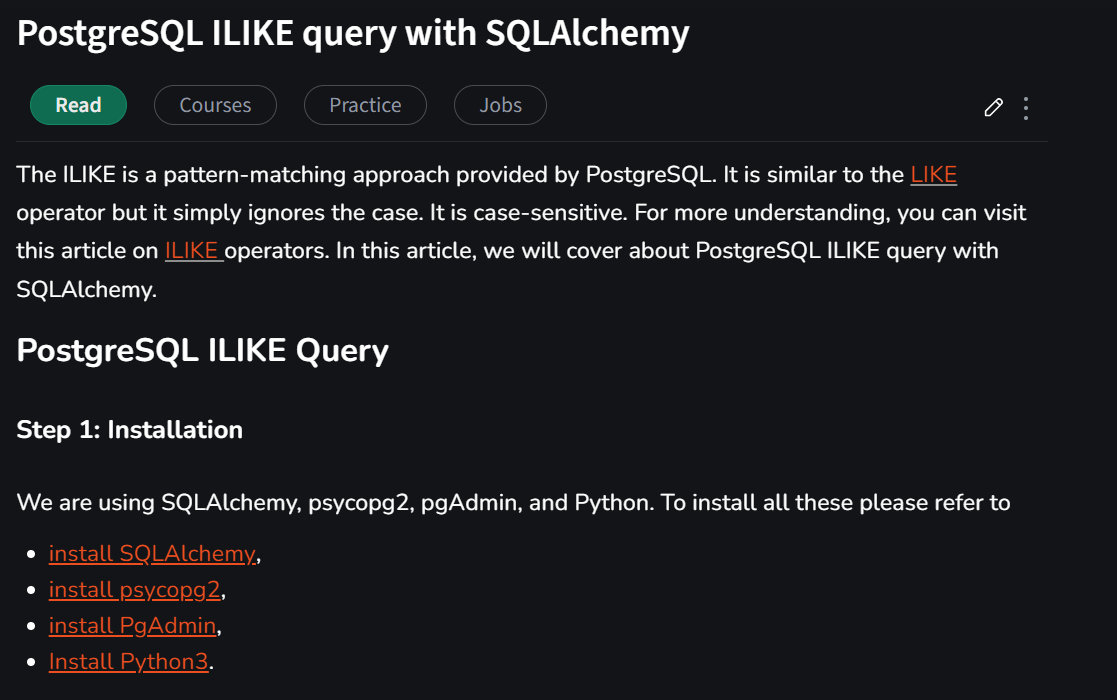 PostgreSQL ILIKE query with SQLAlchemy
Read Courses Practice Jobs
The ILIKE is a pattern-matching approach provided by PostgreSQL. It is similar to the LIKE
operator but it simply ignores the case. It is case-sensitive. For more understanding, you can visit
this article on ILIKE operators. In this article, we will cover about PostgreSQL ILIKE query with
SQLAlchemy.
PostgreSQL ILIKE Query
Step 1: Installation
We are using SQLAlchemy, psycopg2, pgAdmin, and Python. To install all these please refer to
• install SQLAlchemy,
• install psycopg2,
• install PgAdmin,
• Install Python3.